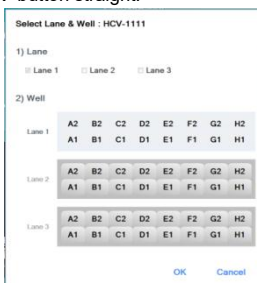 button straight.
Select Lane & Well : HCV-1111
1) Lane
Lane 1 Lane 2 Lane 3
2) Well
A2 B2 C2 D2 E2 F2 G2 H2
Lane 1
A1 B1 C1 D1 E1 F1 G1 H1
A2 B2 C2 D2 E2 F2 G2 H2
Lane 2
A1 B1 C1 D1 E1 F1 G1 H1
A2 B2 C2 D2 E2 F2 G2 H2
Lane 3
A1 B1 C1 D1 E1 F1 G1 H1
OK Cancel